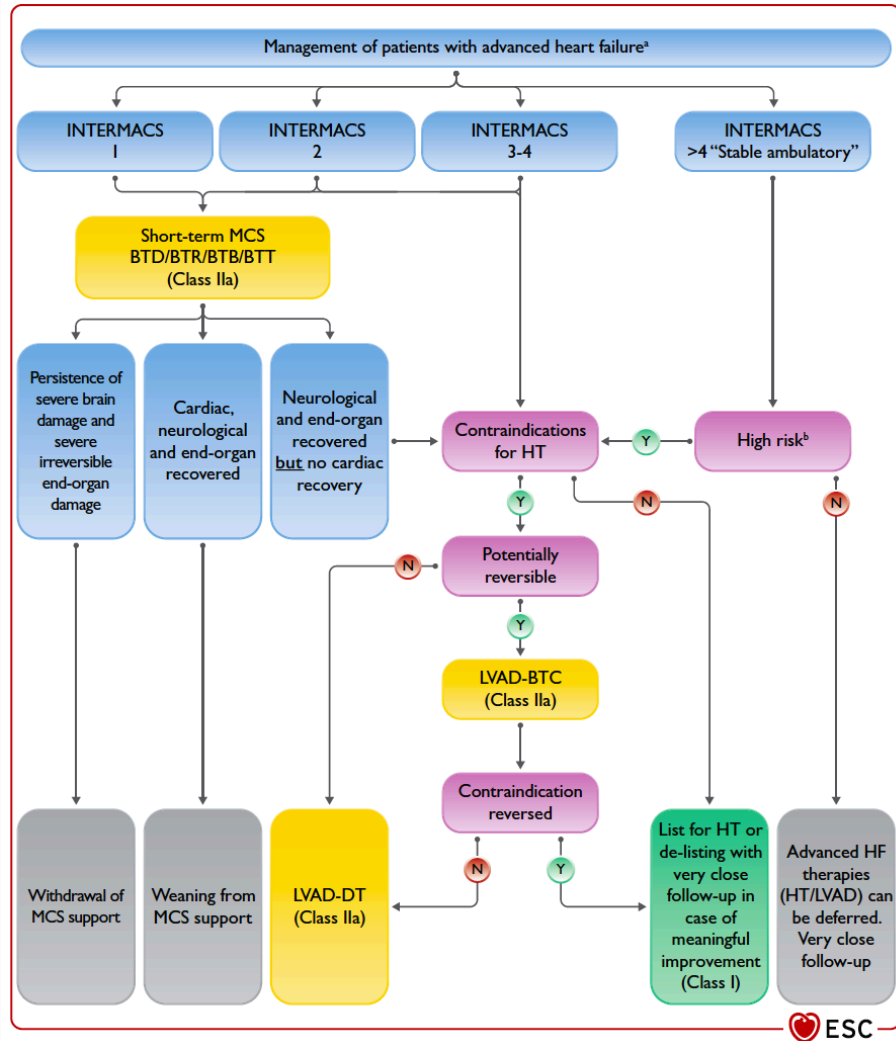 Management of patients with advanced heart failureᵃ
INTERMACS
1
INTERMACS
2
INTERMACS
3-4
INTERMACS
>4 “Stable ambulatory”
Short-term MCS
BTD/BTR/BTB/BTT
(Class IIa)
Persistence of
severe brain
damage and
severe
irreversible
end-organ
damage
Cardiac,
neurological
and end-organ
recovered
Neurological
and end-organ
recovered
but no cardiac
recovery
Contraindications
for HT
Y
High riskᵇ
Y
N
N
Potentially
reversible
N
Y
LVAD-BTC
(Class IIa)
Contraindication
reversed
N
Y
Withdrawal of
MCS support
Weaning from
MCS support
LVAD-DT
(Class IIa)
List for HT or
de-listing with
very close
follow-up in
case of
meaningful
improvement
(Class I)
Advanced HF
therapies
(HT/LVAD) can
be deferred.
Very close
follow-up
ESC